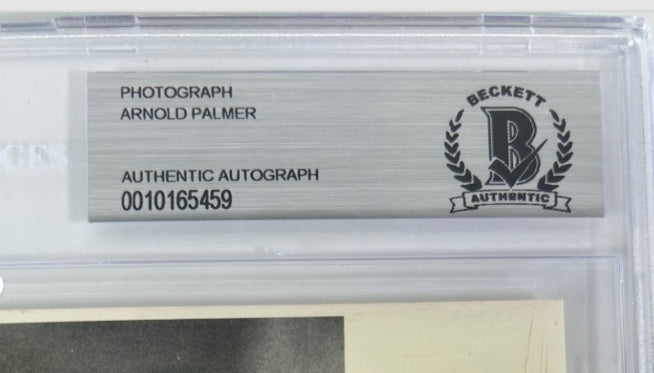 PHOTOGRAPH
ARNOLD PALMER
AUTHENTIC AUTOGRAPH
0010165459
BECKETT
B
AUTHENTIC